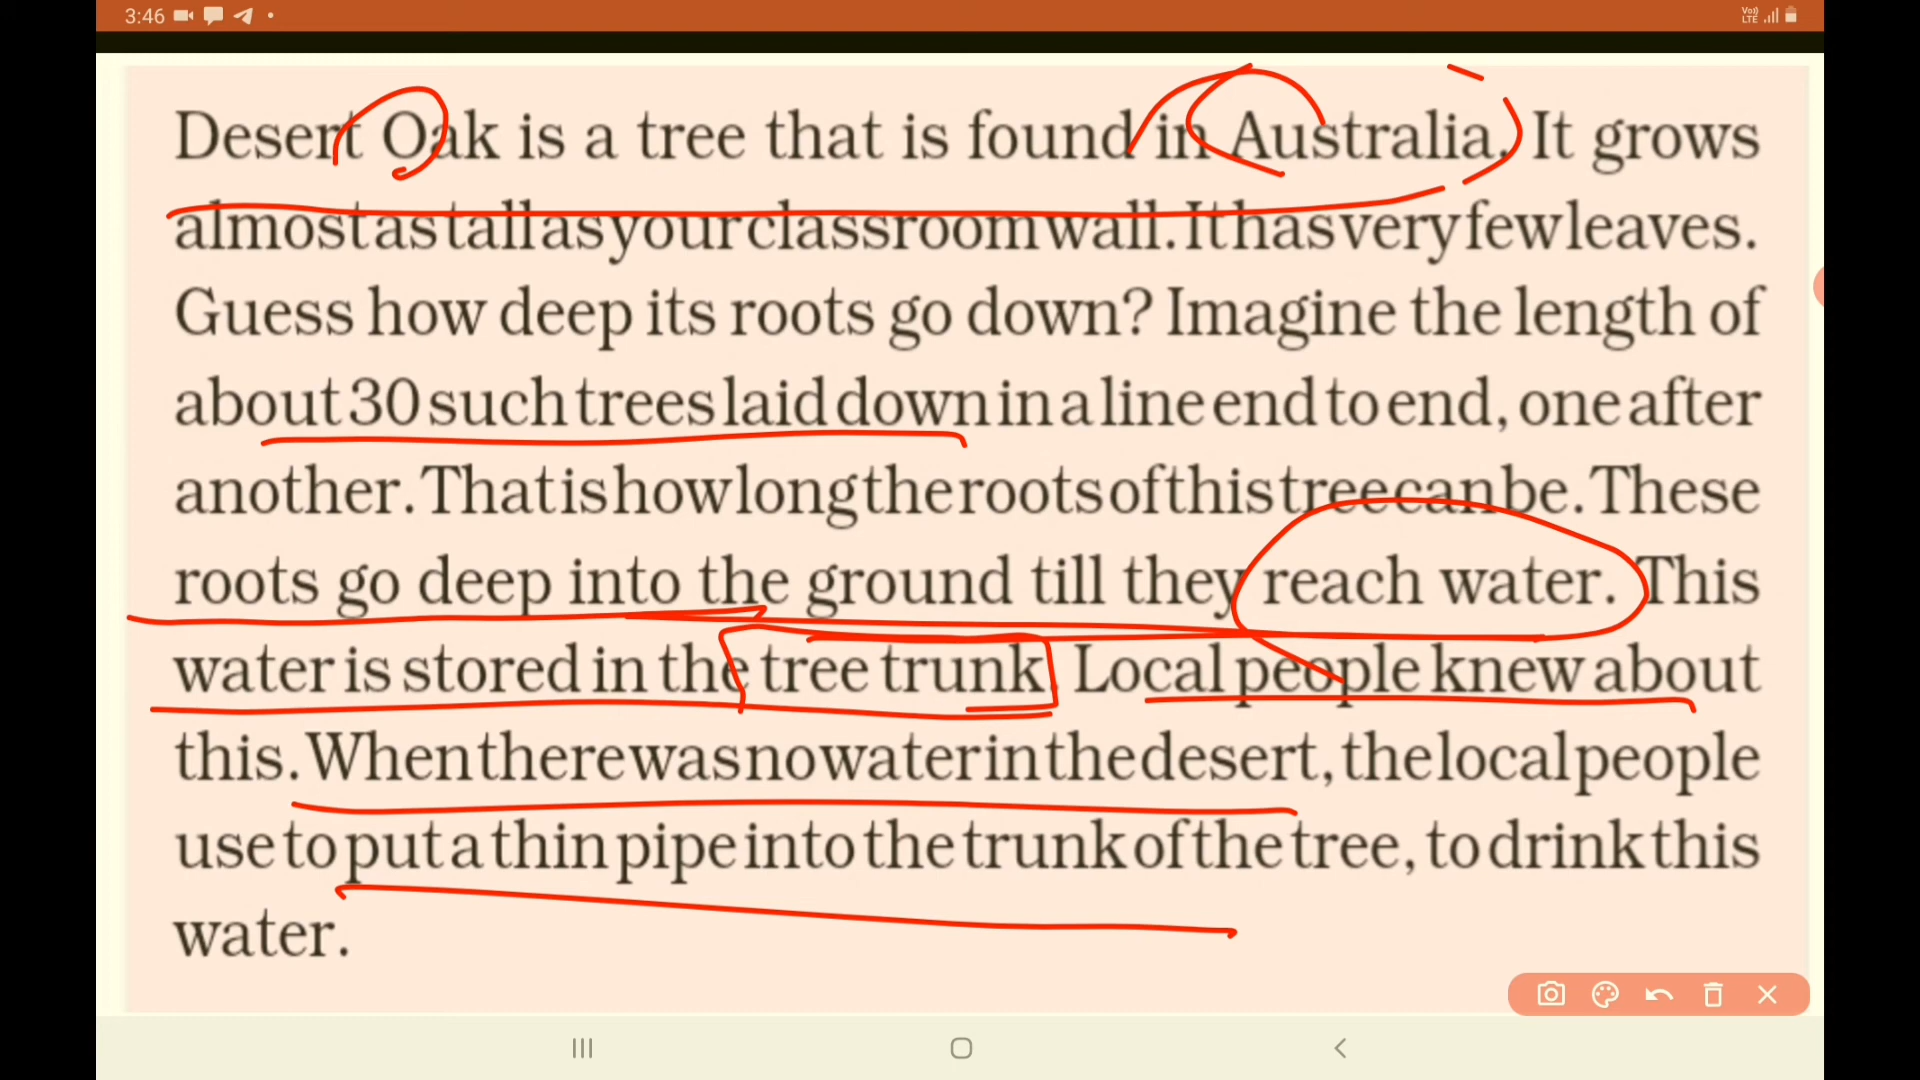 3:46
Vo)) LTE
Desert Oak is a tree that is found in Australia. It grows
almost as tall as your classroom wall. It has very few leaves.
Guess how deep its roots go down? Imagine the length of
about 30 such trees laid down in a line end to end, one after
another. That is how long the roots of this tree can be. These
roots go deep into the ground till they reach water. This
water is stored in the tree trunk. Local people knew about
this. When there was no water in the desert, the local people
use to put a thin pipe into the trunk of the tree, to drink this
water.